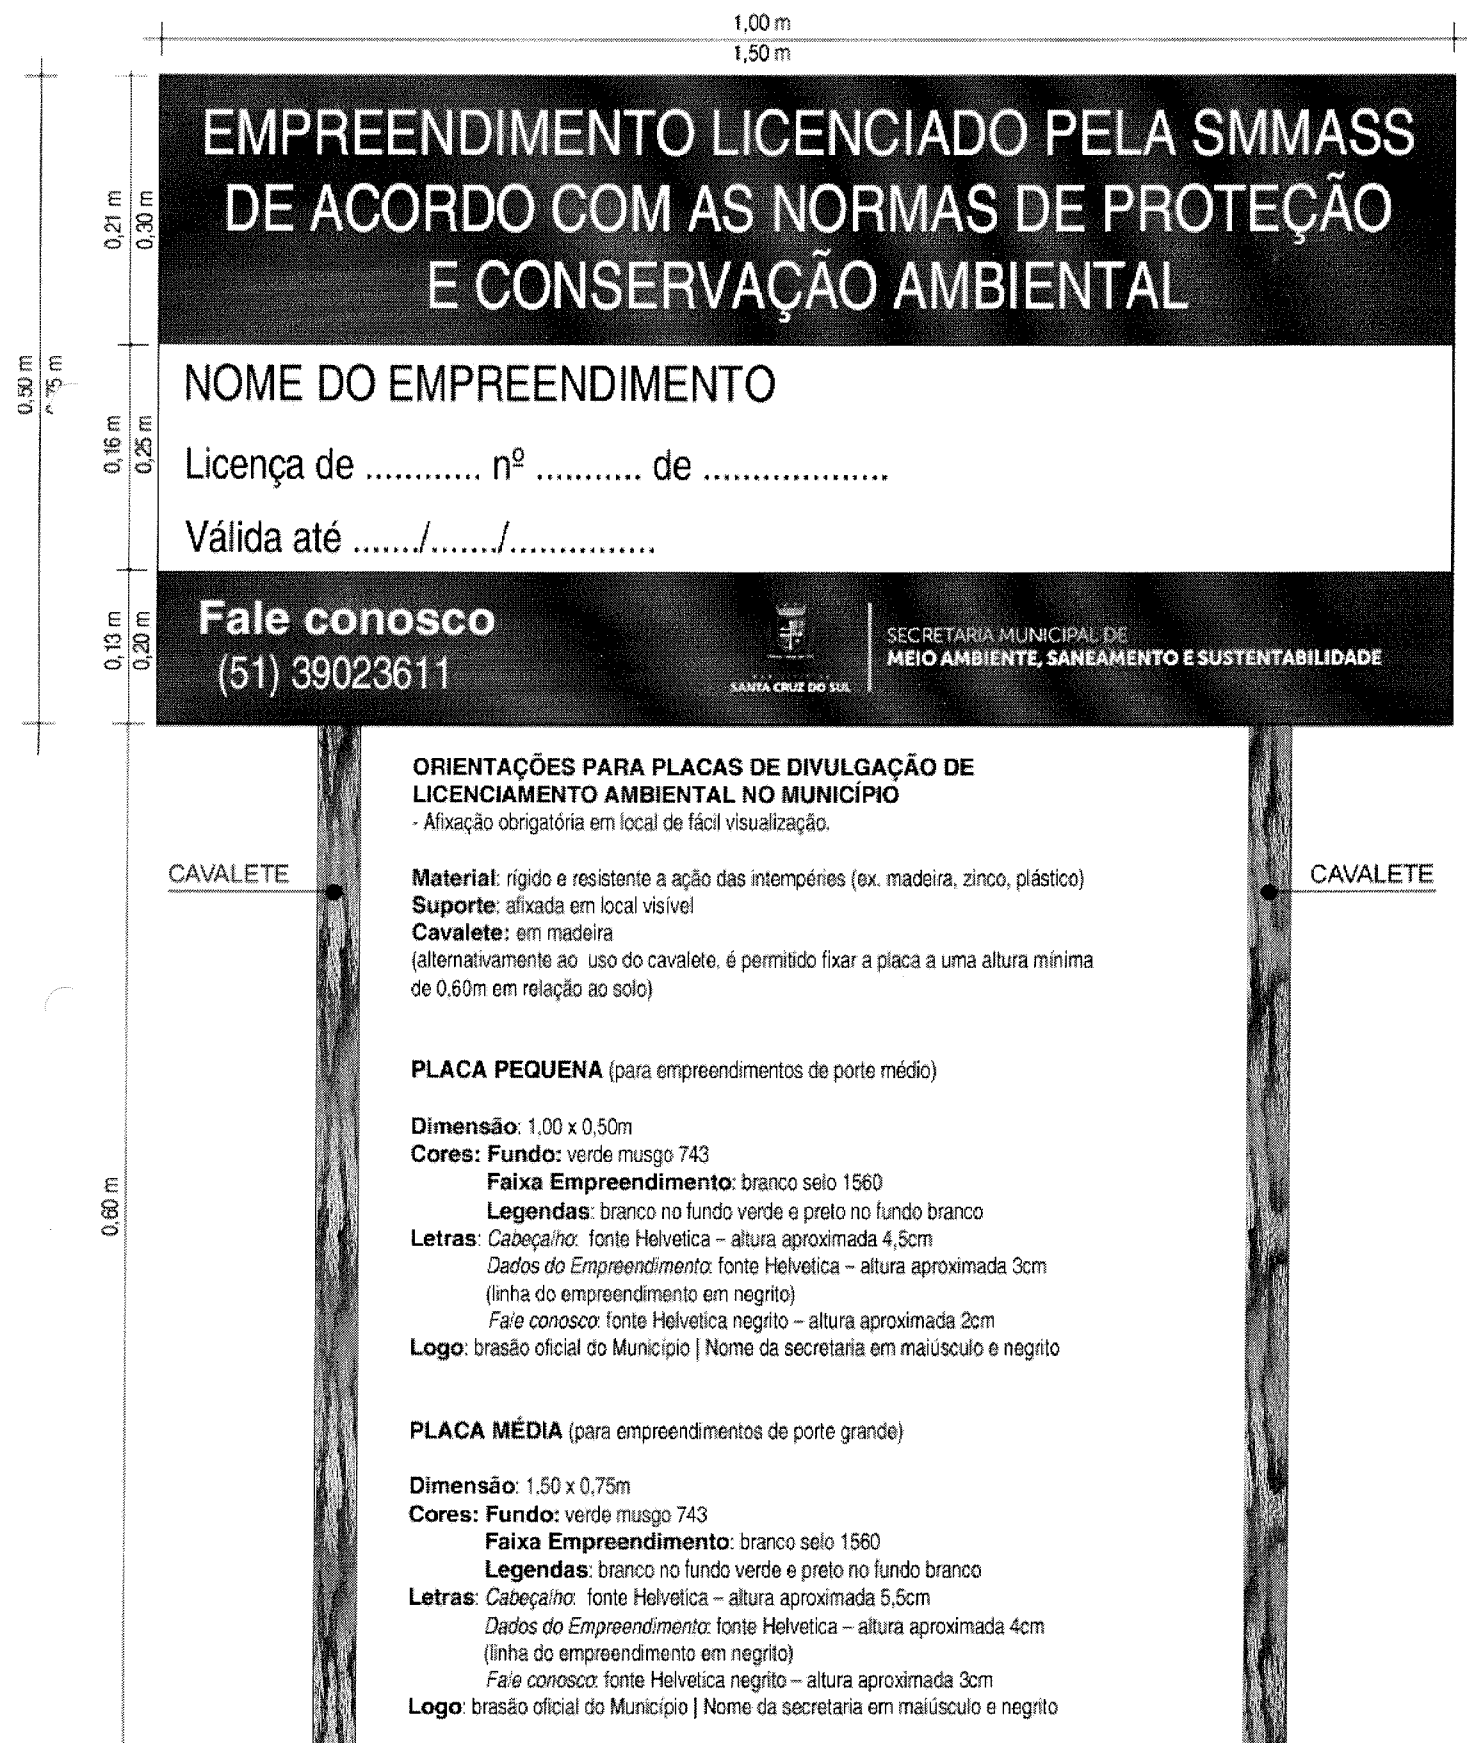 1,00 m
1,50 m
EMPREENDIMENTO LICENCIADO PELA SMMASS
DE ACORDO COM AS NORMAS DE PROTEÇÃO
E CONSERVAÇÃO AMBIENTAL
0,21 m
0,30 m
0,50 m
NOME DO EMPREENDIMENTO
Licença de ............ nº ........... de ...................
Válida até ......./......./...............
0,16 m
0,25 m
Fale conosco
(51) 39023611
0,13 m
0,20 m
SANTA CRUZ DO SUL
SECRETARIA MUNICIPAL DE
MEIO AMBIENTE, SANEAMENTO E SUSTENTABILIDADE
ORIENTAÇÕES PARA PLACAS DE DIVULGAÇÃO DE
LICENCIAMENTO AMBIENTAL NO MUNICÍPIO
- Afixação obrigatória em local de fácil visualização.
CAVALETE
CAVALETE
Material: rígido e resistente a ação das intempéries (ex. madeira, zinco, plástico)
Suporte: afixada em local visível
Cavalete: em madeira
(alternativamente ao uso do cavalete, é permitido fixar a placa a uma altura mínima
de 0,60m em relação ao solo)
0,60 m
PLACA PEQUENA (para empreendimentos de porte médio)
Dimensão: 1,00 x 0,50m
Cores: Fundo: verde musgo 743
Faixa Empreendimento: branco selo 1560
Legendas: branco no fundo verde e preto no fundo branco
Letras: Cabeçalho: fonte Helvetica – altura aproximada 4,5cm
Dados do Empreendimento: fonte Helvetica – altura aproximada 3cm
(linha do empreendimento em negrito)
Fale conosco: fonte Helvetica negrito – altura aproximada 2cm
Logo: brasão oficial do Município | Nome da secretaria em maiúsculo e negrito
PLACA MÉDIA (para empreendimentos de porte grande)
Dimensão: 1,50 x 0,75m
Cores: Fundo: verde musgo 743
Faixa Empreendimento: branco selo 1560
Legendas: branco no fundo verde e preto no fundo branco
Letras: Cabeçalho: fonte Helvetica – altura aproximada 5,5cm
Dados do Empreendimento: fonte Helvetica – altura aproximada 4cm
(linha do empreendimento em negrito)
Fale conosco: fonte Helvetica negrito – altura aproximada 3cm
Logo: brasão oficial do Município | Nome da secretaria em maiúsculo e negrito